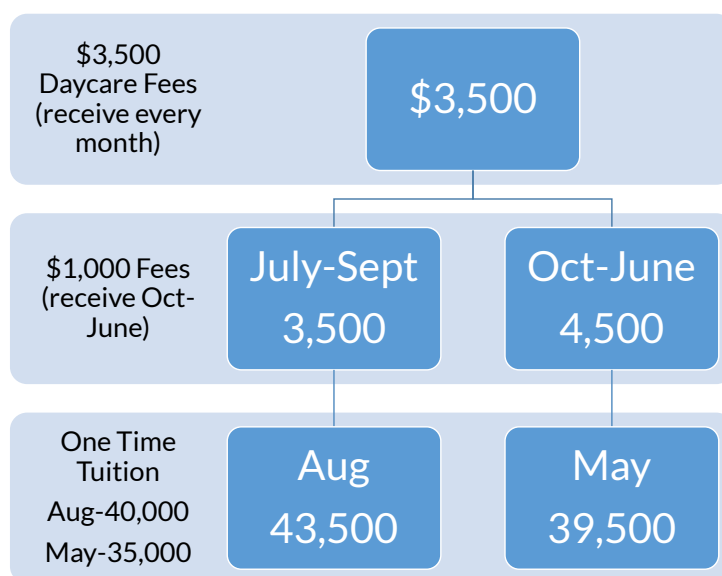 $3,500
Daycare Fees
(receive every
month)
$3,500
$1,000 Fees
(receive Oct-
June)
July-Sept
3,500
Oct-June
4,500
One Time
Tuition
Aug-40,000
May-35,000
Aug
43,500
May
39,500